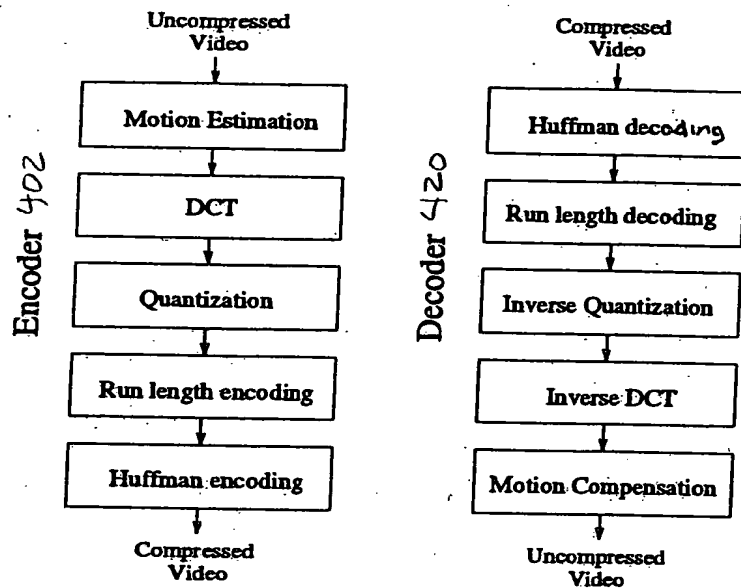 Uncompressed
Video
Motion Estimation
DCT
Quantization
Run length encoding
Huffman encoding
Compressed
Video
Encoder 402
Compressed
Video
Huffman decoding
Run length decoding
Inverse Quantization
Inverse DCT
Motion Compensation
Uncompressed
Video
Decoder 420